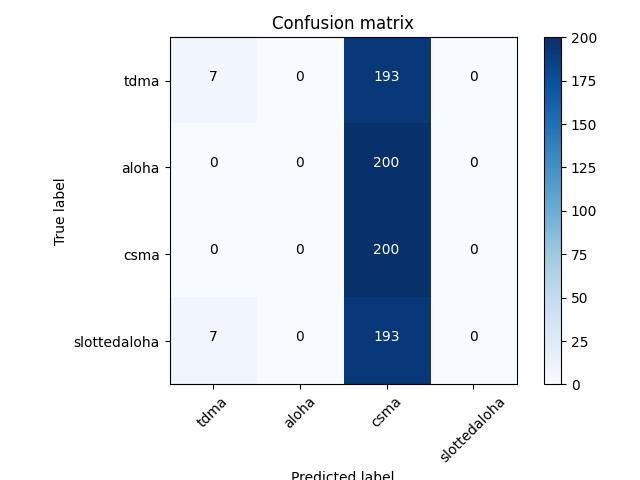 Confusion matrix
True label
tdma 7 0 193 0
aloha 0 0 200 0
csma 0 0 200 0
slottedaloha 7 0 193 0
tdma aloha csma slottedaloha
Predicted label
200
175
150
125
100
75
50
25
0